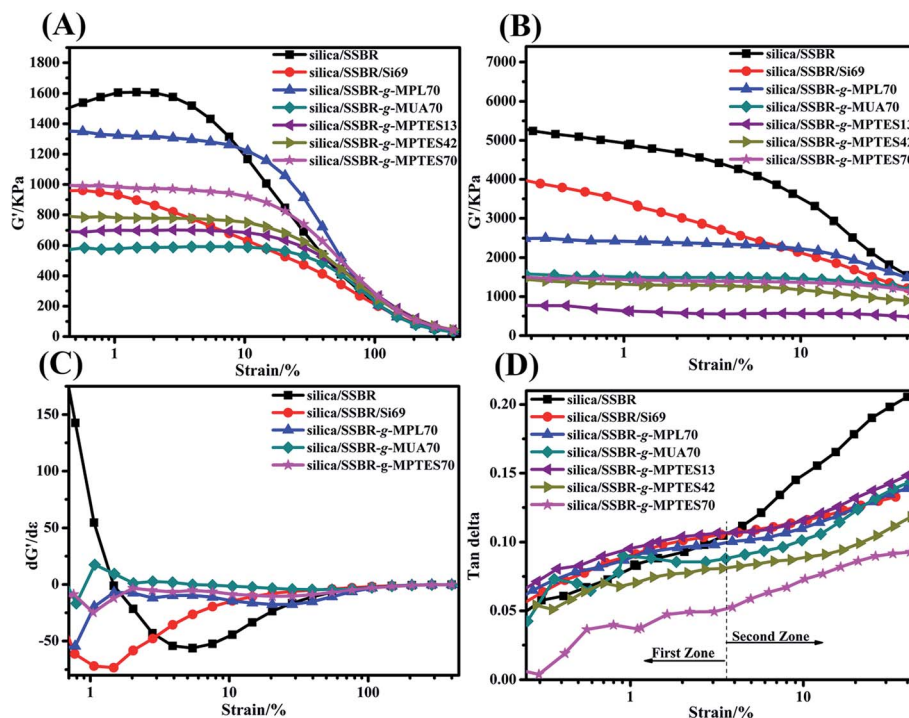 (A)
1800
1600
1400
1200
1000
800
600
400
200
0
G'/KPa
silica/SSBR
silica/SSBR/Si69
silica/SSBR-g-MPL70
silica/SSBR-g-MUA70
silica/SSBR-g-MPTES13
silica/SSBR-g-MPTES42
silica/SSBR-g-MPTES70
1 10 100
Strain/%
(B)
7000
6000
5000
4000
3000
2000
1000
0
G'/KPa
silica/SSBR
silica/SSBR/Si69
silica/SSBR-g-MPL70
silica/SSBR-g-MUA70
silica/SSBR-g-MPTES13
silica/SSBR-g-MPTES42
silica/SSBR-g-MPTES70
1 10
Strain/%
(C)
150
100
50
0
-50
dG'/dε
silica/SSBR
silica/SSBR/Si69
silica/SSBR-g-MPL70
silica/SSBR-g-MUA70
silica/SSBR-g-MPTES70
1 10 100
Strain/%
(D)
0.20
0.15
0.10
0.05
0.00
Tan delta
silica/SSBR
silica/SSBR/Si69
silica/SSBR-g-MPL70
silica/SSBR-g-MUA70
silica/SSBR-g-MPTES13
silica/SSBR-g-MPTES42
silica/SSBR-g-MPTES70
First Zone
Second Zone
1 10
Strain/%